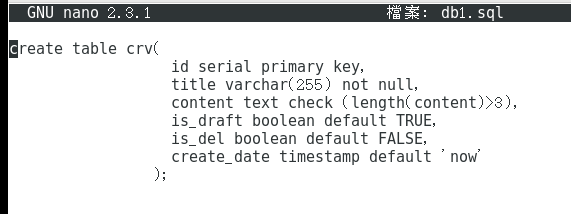 GNU nano 2.3.1 檔案: db1.sql
create table crv(
id serial primary key,
title varchar(255) not null,
content text check (length(content)>3),
is_draft boolean default TRUE,
is_del boolean default FALSE,
create_date timestamp default 'now'
);